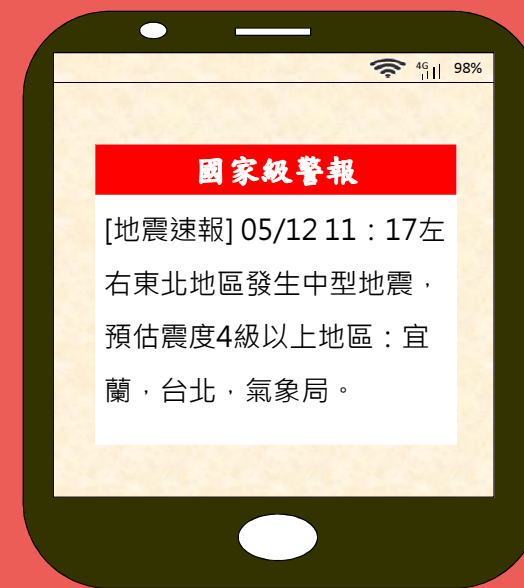 4G 98%
國家級警報
[地震速報] 05/12 11：17左
右東北地區發生中型地震，
預估震度4級以上地區：宜
蘭，台北，氣象局。